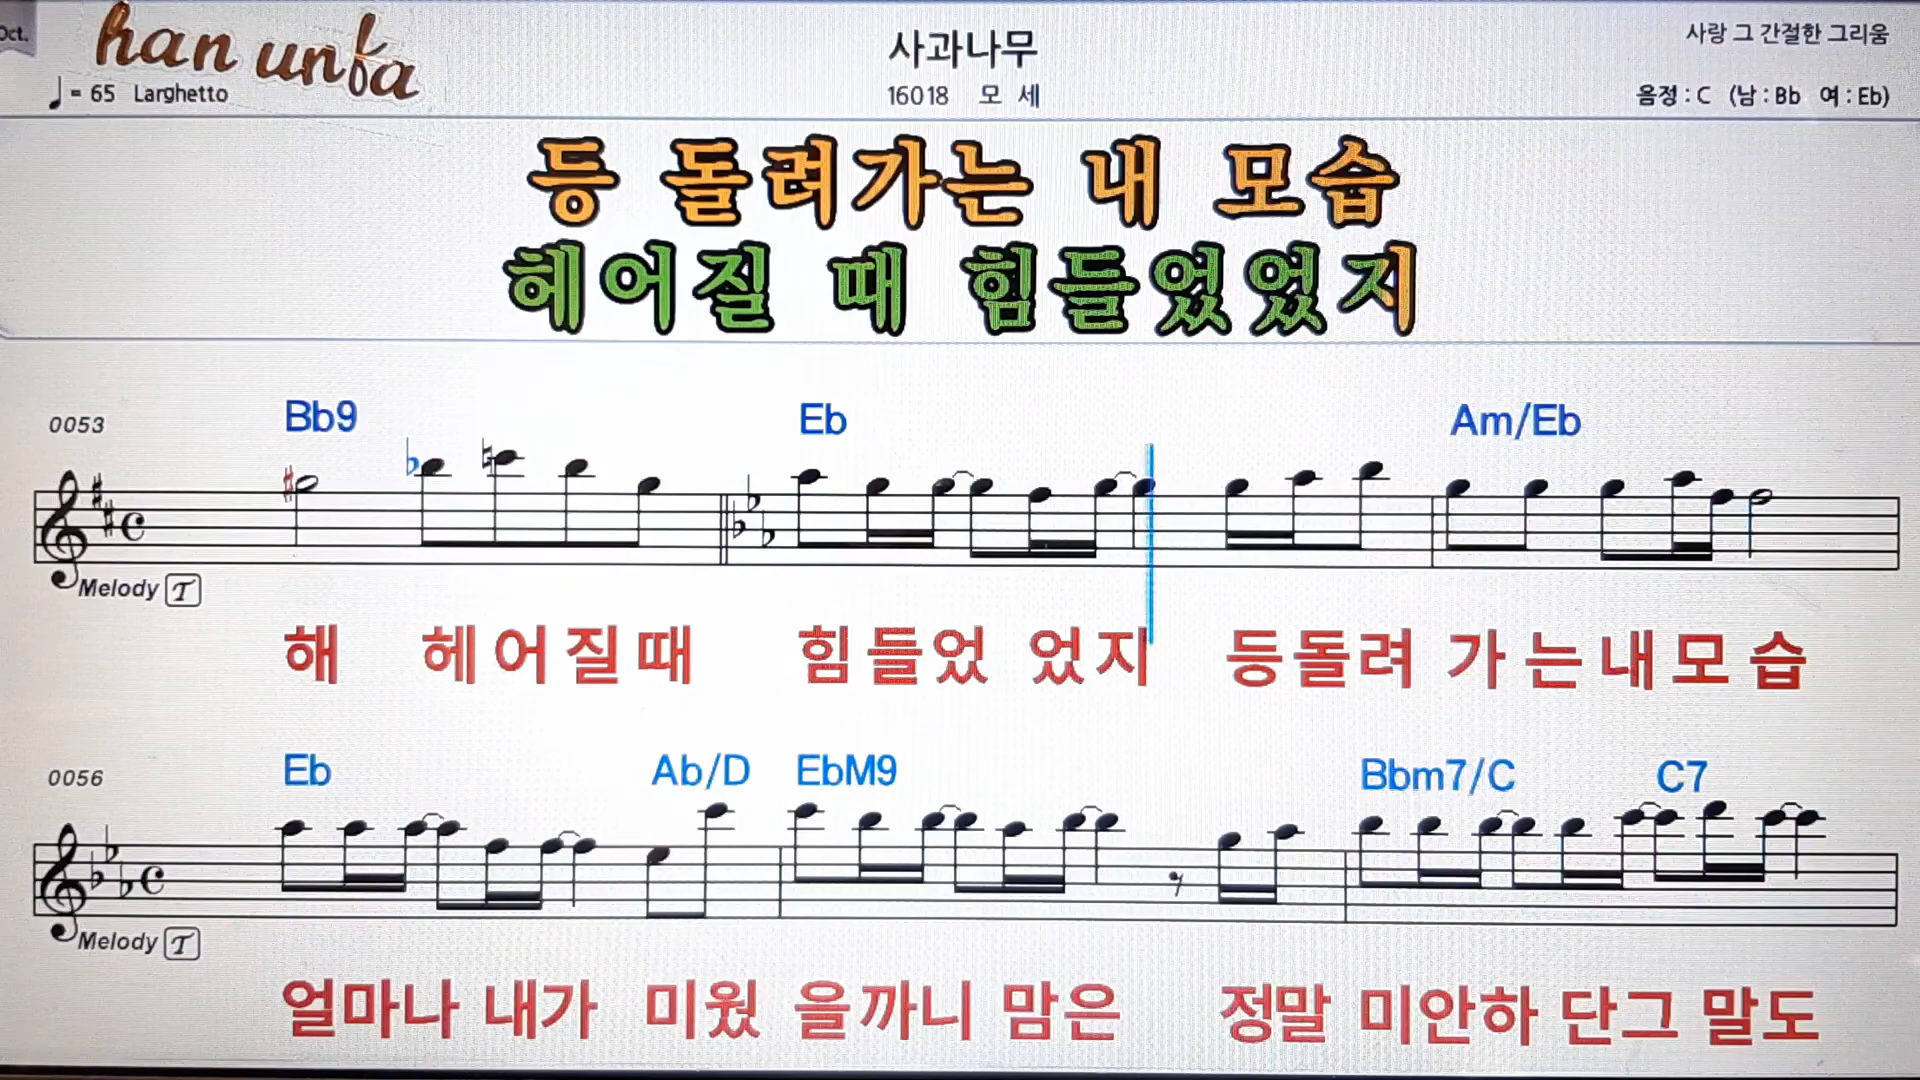 Oct.
han unfa
♩= 65 Larghetto
사과나무
16018 모 세
사랑 그 간절한 그리움
음정 : C (남 : Bb 여 : Eb)
등 돌려가는 내 모습
헤어질 때 힘들었었지
0053
Bb9 Eb Am/Eb
Melody T
해 헤어질때 힘들었 었지 등돌려 가는내모습
0056
Eb Ab/D EbM9 Bbm7/C C7
Melody T
얼마나 내가 미웠 을까니 맘은 정말 미안하 단그 말도